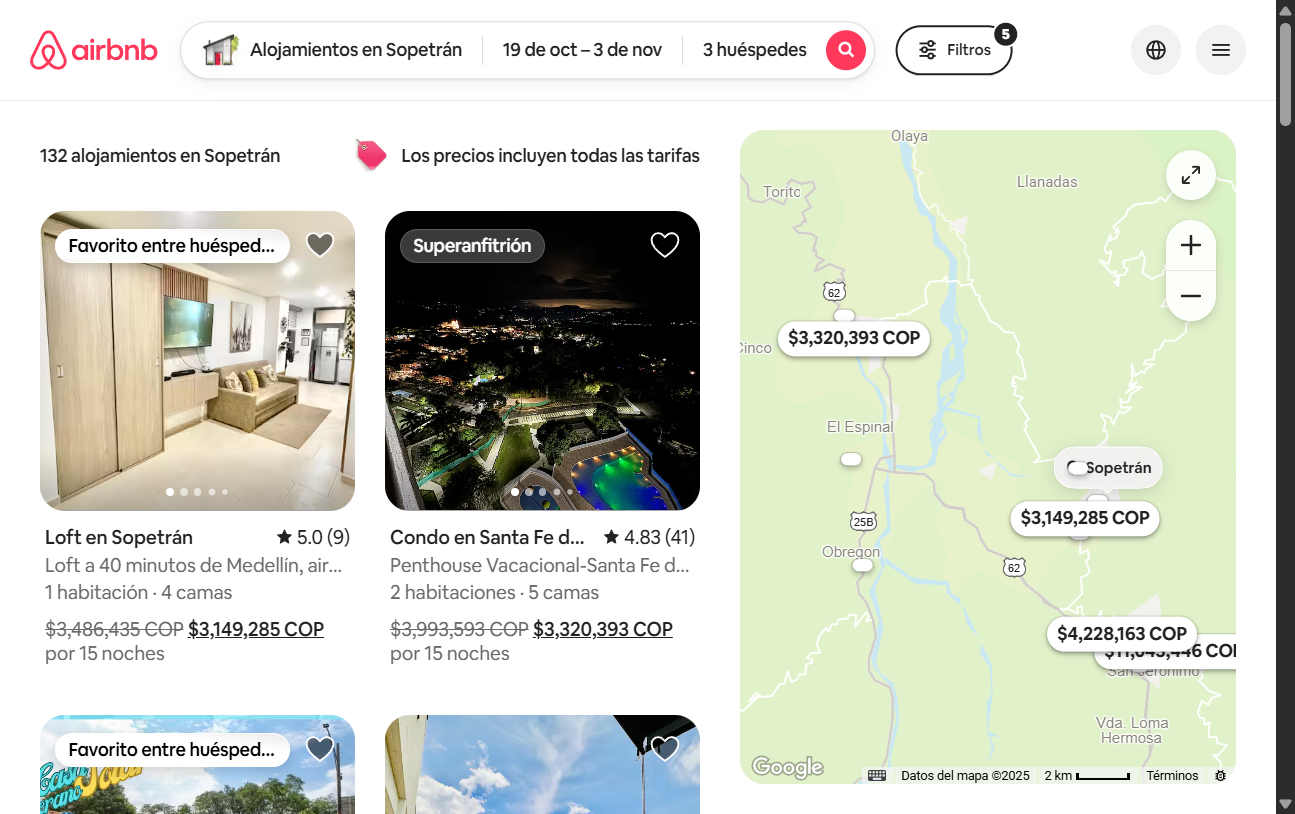 airbnb
Alojamientos en Sopetrán
19 de oct – 3 de nov
3 huéspedes
Filtros
5
132 alojamientos en Sopetrán
Los precios incluyen todas las tarifas
Favorito entre huésped...
Superanfitrión
Loft en Sopetrán
5.0 (9)
Loft a 40 minutos de Medellín, air...
1 habitación · 4 camas
$3,486,435 COP $3,149,285 COP
por 15 noches
Condo en Santa Fe d...
4.83 (41)
Penthouse Vacacional-Santa Fe d...
2 habitaciones · 5 camas
$3,993,593 COP $3,320,393 COP
por 15 noches
Favorito entre huésped...
Casa
Olaya
Llanadas
62
$3,320,393 COP
El Espinal
Sopetrán
$3,149,285 COP
25B
Obregon
62
$4,228,163 COP
San Jerónimo
Vda. Loma
Hermosa
Google
Datos del mapa ©2025
2 km
Términos